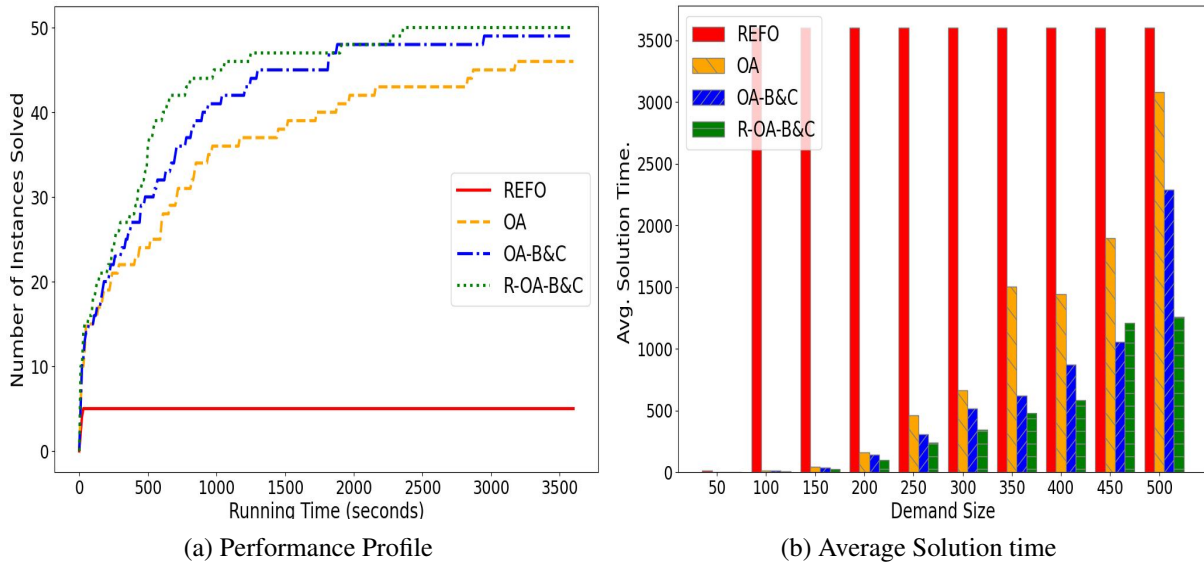 Number of Instances Solved
50
40
30
20
10
0
REFO
OA
OA-B&C
R-OA-B&C
0 500 1000 1500 2000 2500 3000 3500
Running Time (seconds)
(a) Performance Profile
Avg. Solution Time.
3500
3000
2500
2000
1500
1000
500
0
REFO
OA
OA-B&C
R-OA-B&C
50 100 150 200 250 300 350 400 450 500
Demand Size
(b) Average Solution time